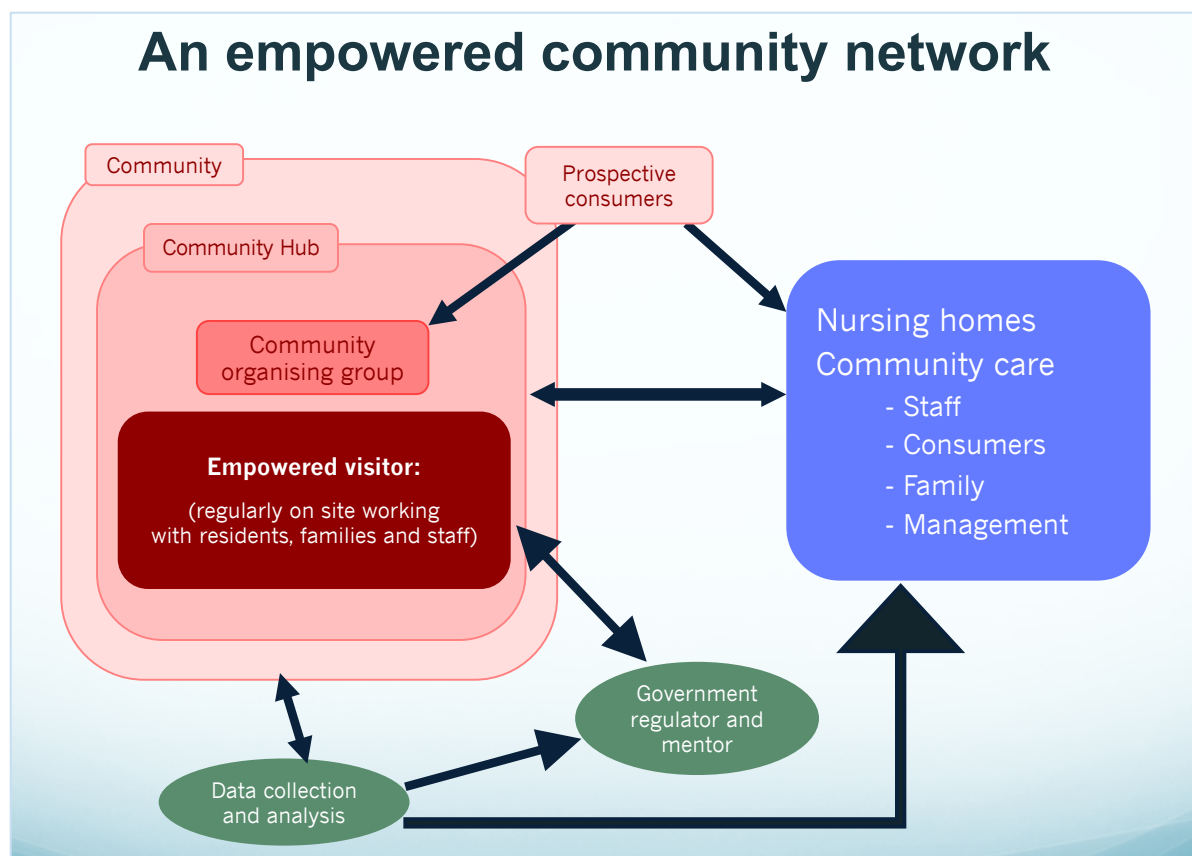 An empowered community network
Community
Prospective
consumers
Community Hub
Community
organising group
Empowered visitor:
(regularly on site working
with residents, families and staff)
Nursing homes
Community care
- Staff
- Consumers
- Family
- Management
Government
regulator and
mentor
Data collection
and analysis